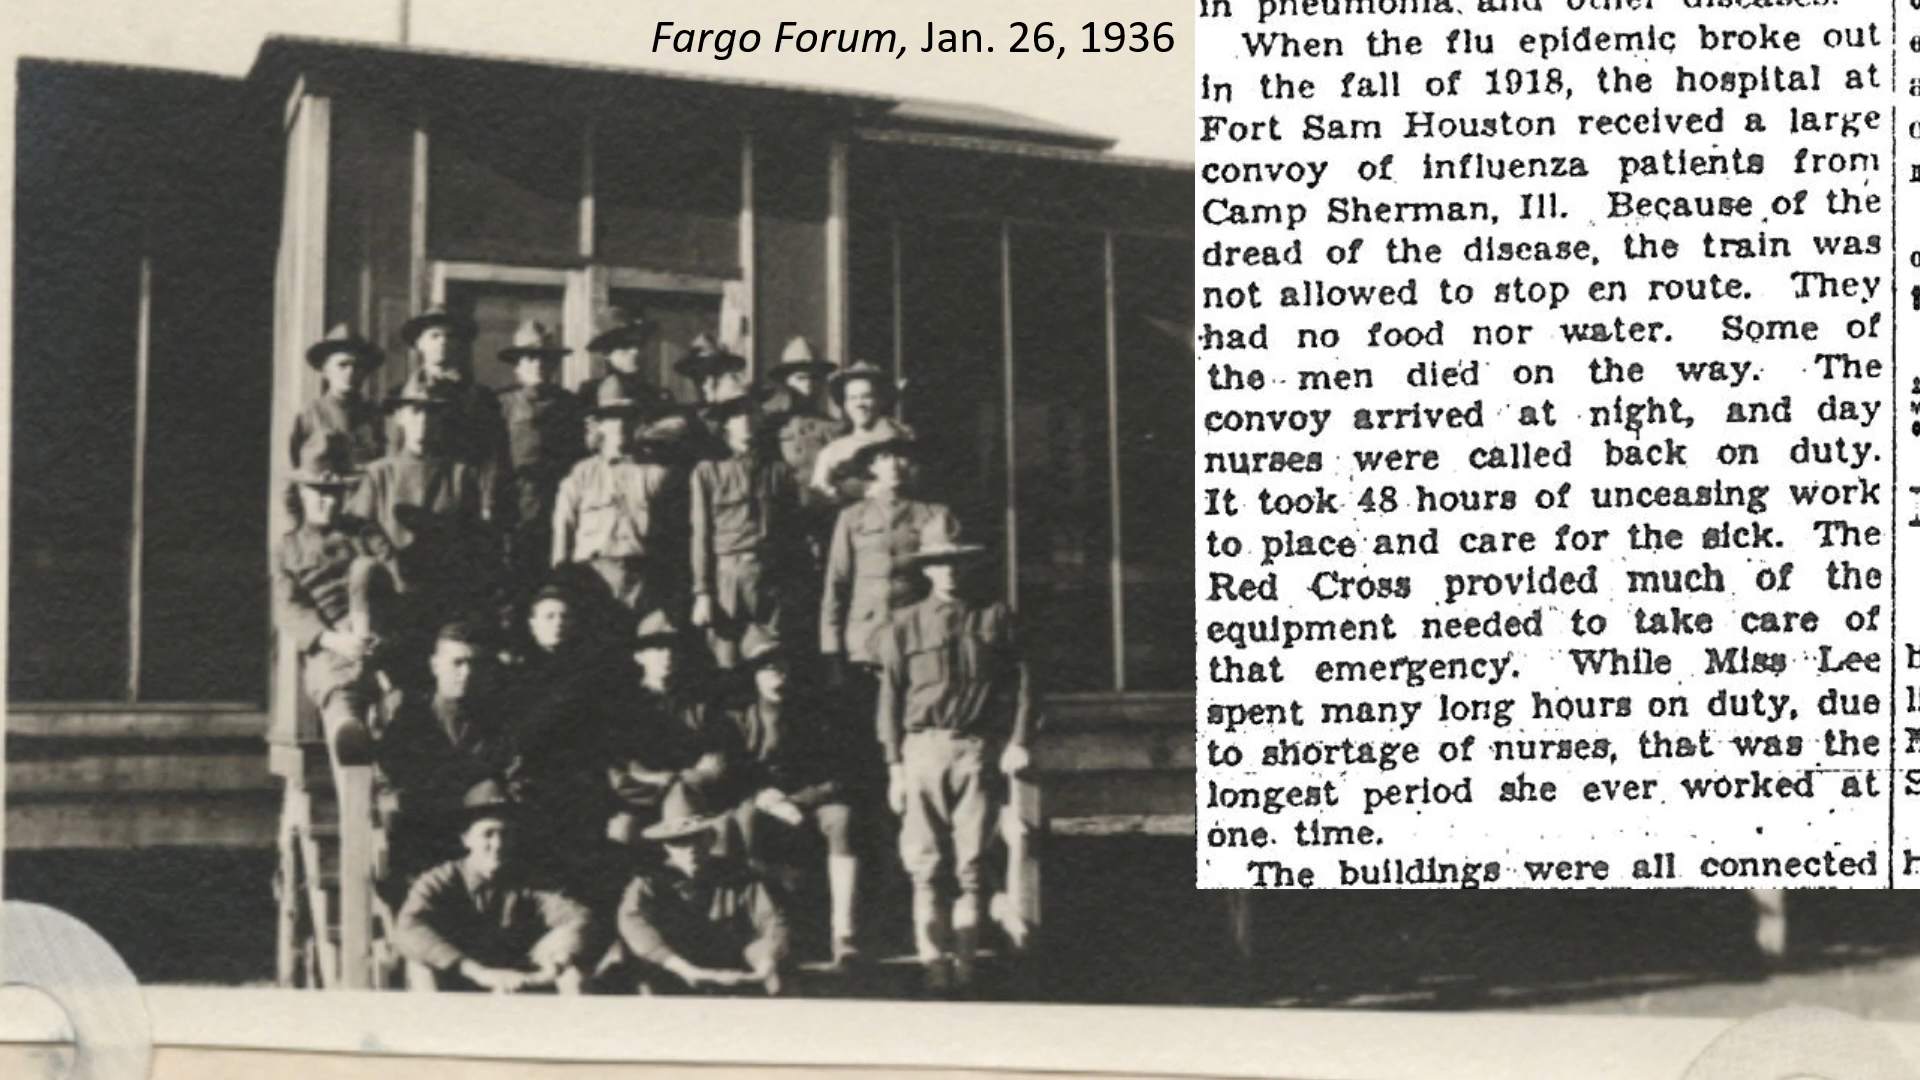 Fargo Forum, Jan. 26, 1936
in pneumonia and other diseases.
When the flu epidemic broke out
in the fall of 1918, the hospital at
Fort Sam Houston received a large
convoy of influenza patients from
Camp Sherman, Ill. Because of the
dread of the disease, the train was
not allowed to stop en route. They
had no food nor water. Some of
the men died on the way. The
convoy arrived at night, and day
nurses were called back on duty.
It took 48 hours of unceasing work
to place and care for the sick. The
Red Cross provided much of the
equipment needed to take care of
that emergency. While Miss Lee
spent many long hours on duty, due
to shortage of nurses, that was the
longest period she ever worked at
one time.
The buildings were all connected